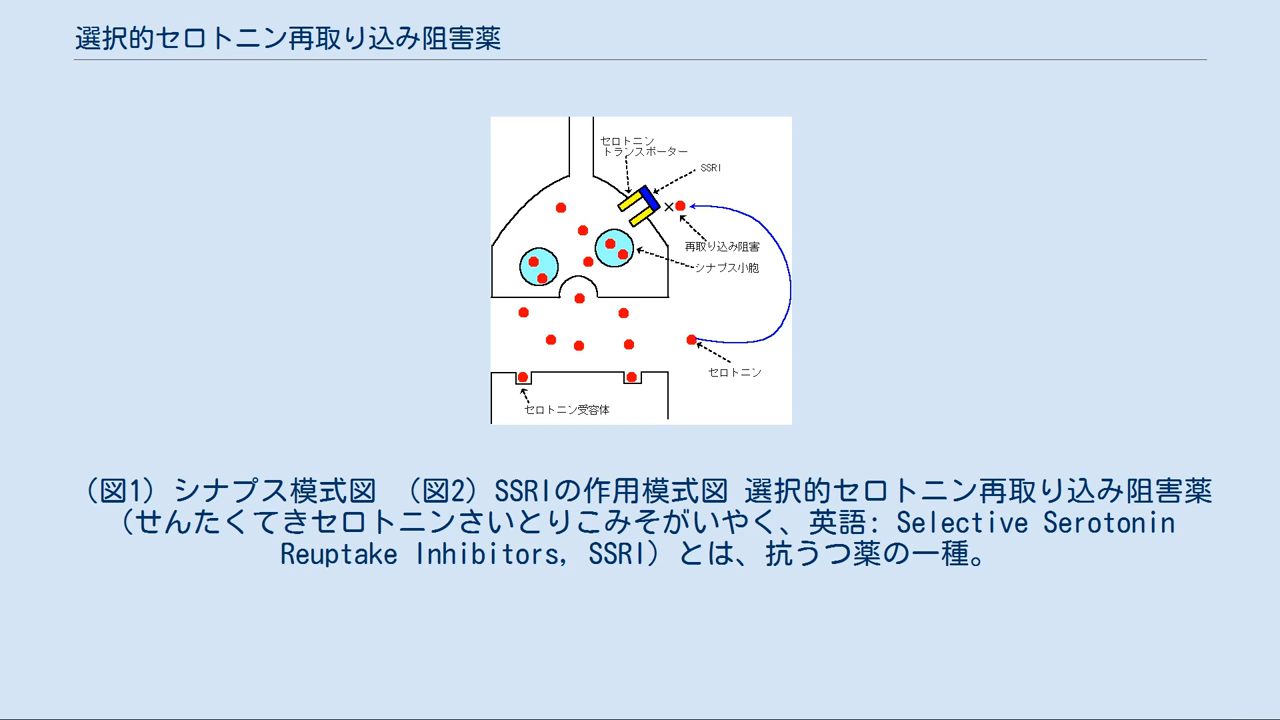 選択的セロトニン再取り込み阻害薬
セロトニン
トランスポーター
SSRI
再取り込み阻害
シナプス小胞
セロトニン
セロトニン受容体
（図1）シナプス模式図 （図2）SSRIの作用模式図 選択的セロトニン再取り込み阻害薬
（せんたくてきセロトニンさいとりこみそがいやく、英語: Selective Serotonin
Reuptake Inhibitors, SSRI）とは、抗うつ薬の一種。